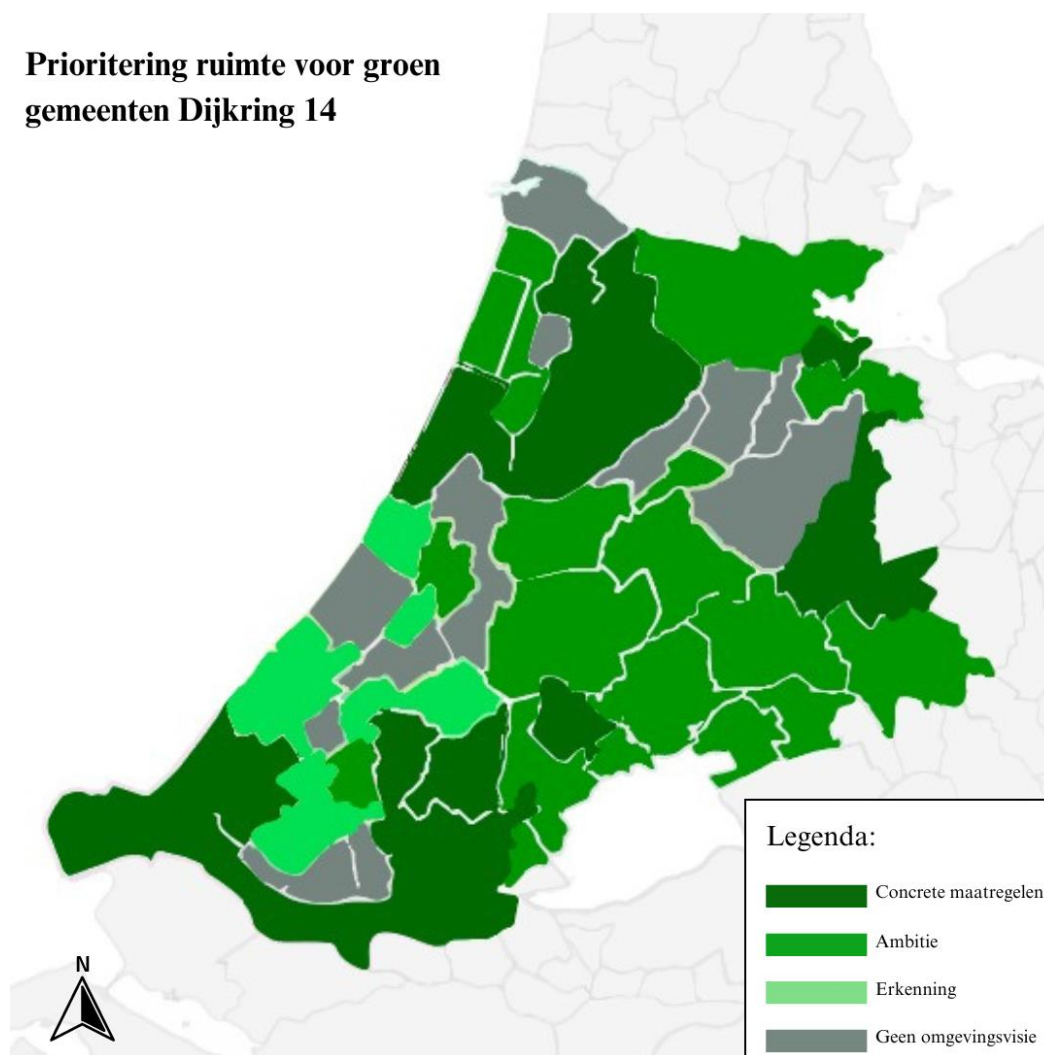 Prioritering ruimte voor groen
gemeenten Dijkring 14
Legenda:
Concrete maatregelen
Ambitie
Erkenning
Geen omgevingsvisie
N